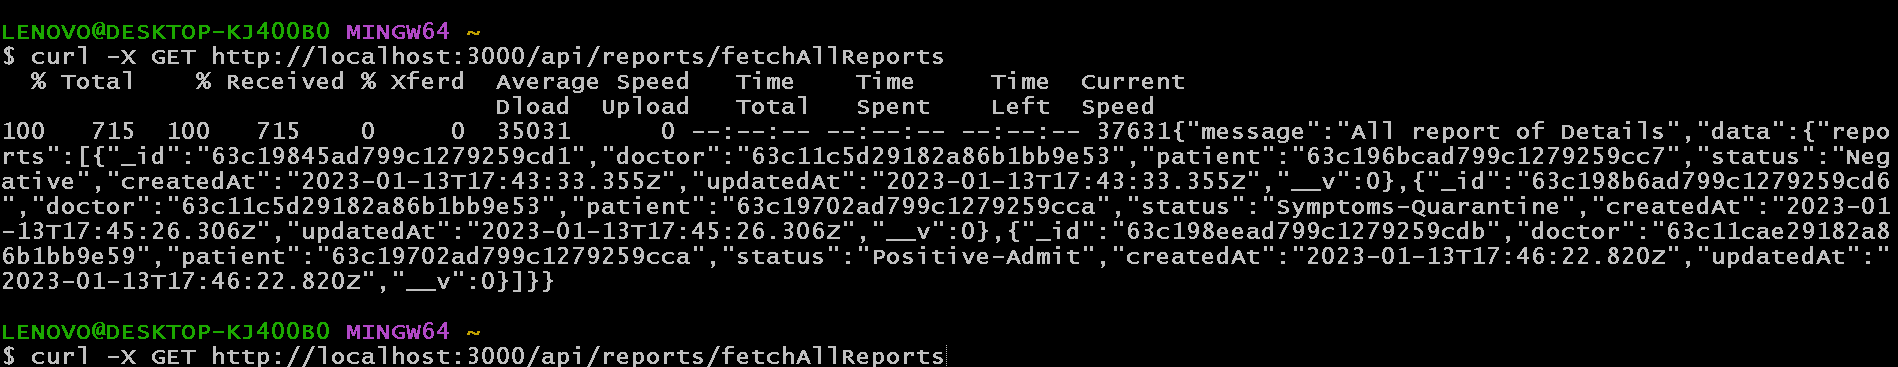 LENOVO@DESKTOP-KJ400B0 MINGW64 ~
$ curl -X GET http://localhost:3000/api/reports/fetchAllReports
  % Total    % Received % Xferd  Average Speed   Time    Time     Time  Current
                                 Dload  Upload   Total   Spent    Left  Speed
100   715  100   715    0      0  35031      0 --:--:-- --:--:-- --:--:-- 37631{"message":"All report of Details","data":{"repo
rts":[{"_id":"63c19845ad799c1279259cd1","doctor":"63c11c5d29182a86b1bb9e53","patient":"63c196bcad799c1279259cc7","status":"Neg
ative","createdAt":"2023-01-13T17:43:33.355Z","updatedAt":"2023-01-13T17:43:33.355Z","__v":0},{"_id":"63c198b6ad799c1279259cd6
","doctor":"63c11c5d29182a86b1bb9e53","patient":"63c19702ad799c1279259cca","status":"Symptoms-Quarantine","createdAt":"2023-01
-13T17:45:26.306Z","updatedAt":"2023-01-13T17:45:26.306Z","__v":0},{"_id":"63c198eead799c1279259cdb","doctor":"63c11cae29182a8
6b1bb9e59","patient":"63c19702ad799c1279259cca","status":"Positive-Admit","createdAt":"2023-01-13T17:46:22.820Z","updatedAt":"
2023-01-13T17:46:22.820Z","__v":0}]}}
LENOVO@DESKTOP-KJ400B0 MINGW64 ~
$ curl -X GET http://localhost:3000/api/reports/fetchAllReports